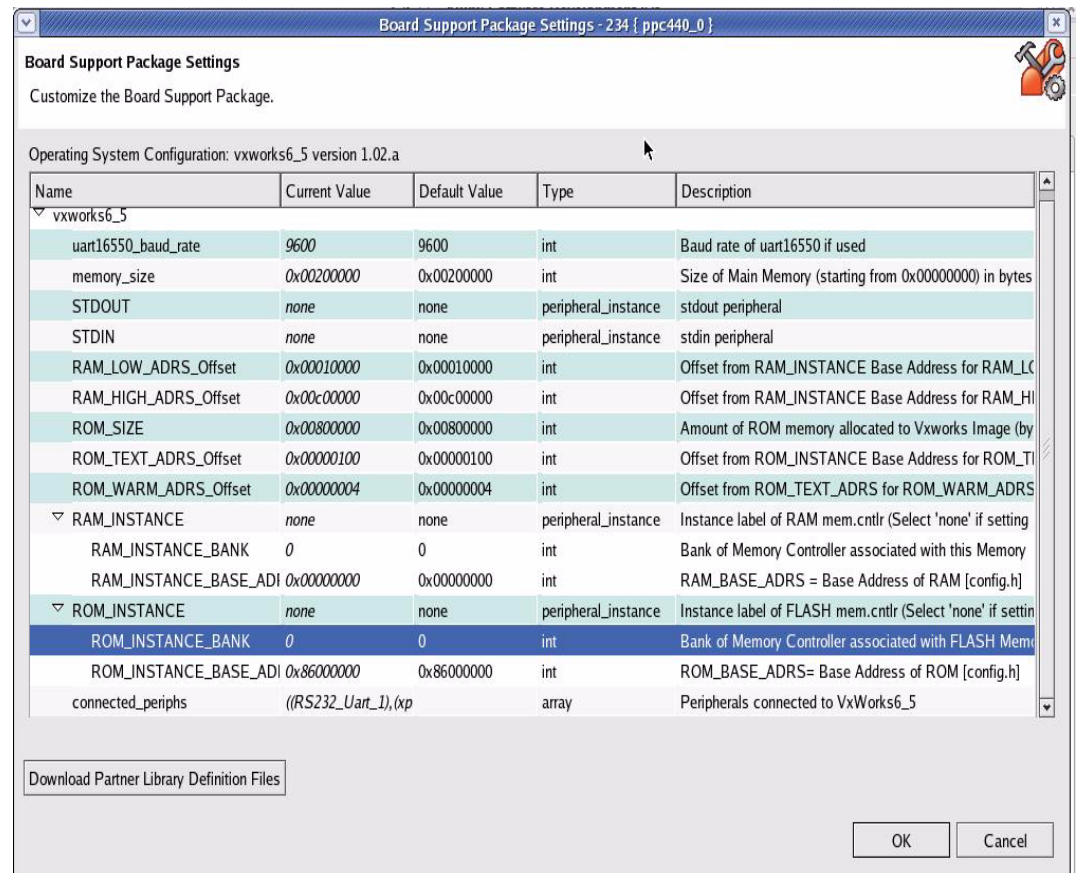 Board Support Package Settings - 234 { ppc440_0 }
Board Support Package Settings
Customize the Board Support Package.
Operating System Configuration: vxworks6_5 version 1.02.a
Name Current Value Default Value Type Description
vxworks6_5
uart16550_baud_rate 9600 9600 int Baud rate of uart16550 if used
memory_size 0x00200000 0x00200000 int Size of Main Memory (starting from 0x00000000) in bytes
STDOUT none none peripheral_instance stdout peripheral
STDIN none none peripheral_instance stdin peripheral
RAM_LOW_ADRS_Offset 0x00010000 0x00010000 int Offset from RAM_INSTANCE Base Address for RAM_LO
RAM_HIGH_ADRS_Offset 0x00c00000 0x00c00000 int Offset from RAM_INSTANCE Base Address for RAM_HI
ROM_SIZE 0x00800000 0x00800000 int Amount of ROM memory allocated to Vxworks Image (by
ROM_TEXT_ADRS_Offset 0x00000100 0x00000100 int Offset from ROM_INSTANCE Base Address for ROM_TI
ROM_WARM_ADRS_Offset 0x00000004 0x00000004 int Offset from ROM_TEXT_ADRS for ROM_WARM_ADRS
RAM_INSTANCE none none peripheral_instance Instance label of RAM mem.cntlr (Select 'none' if setting
RAM_INSTANCE_BANK 0 0 int Bank of Memory Controller associated with this Memory
RAM_INSTANCE_BASE_ADI 0x00000000 0x00000000 int RAM_BASE_ADRS = Base Address of RAM [config.h]
ROM_INSTANCE none none peripheral_instance Instance label of FLASH mem.cntlr (Select 'none' if settin
ROM_INSTANCE_BANK 0 0 int Bank of Memory Controller associated with FLASH Memo
ROM_INSTANCE_BASE_ADI 0x86000000 0x86000000 int ROM_BASE_ADRS= Base Address of ROM [config.h]
connected_periphs ((RS232_Uart_1),(xp array Peripherals connected to VxWorks6_5
Download Partner Library Definition Files
OK Cancel